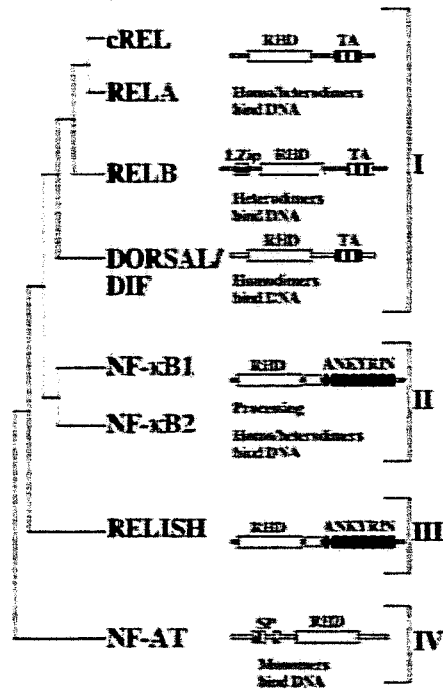 cREL
RHD TA
RELA
Homo/heterodimers
bind DNA
I
RELB
RHD TA
Heterodimers
bind DNA
DORSAL/
DIF
RHD TA
Homodimers
bind DNA
NF-κB1
RHD ANKYRIN
Processing
II
NF-κB2
Homo/heterodimers
bind DNA
RELISH
RHD ANKYRIN
III
NF-AT
SP RHD
IV
Monomers
bind DNA